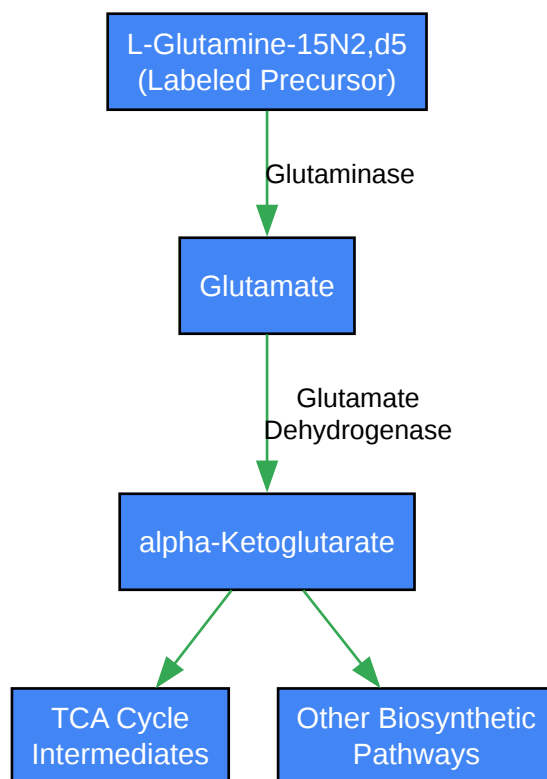 L-Glutamine-15N2,d5
(Labeled Precursor)
Glutaminase
Glutamate
Glutamate
Dehydrogenase
alpha-Ketoglutarate
TCA Cycle
Intermediates
Other Biosynthetic
Pathways